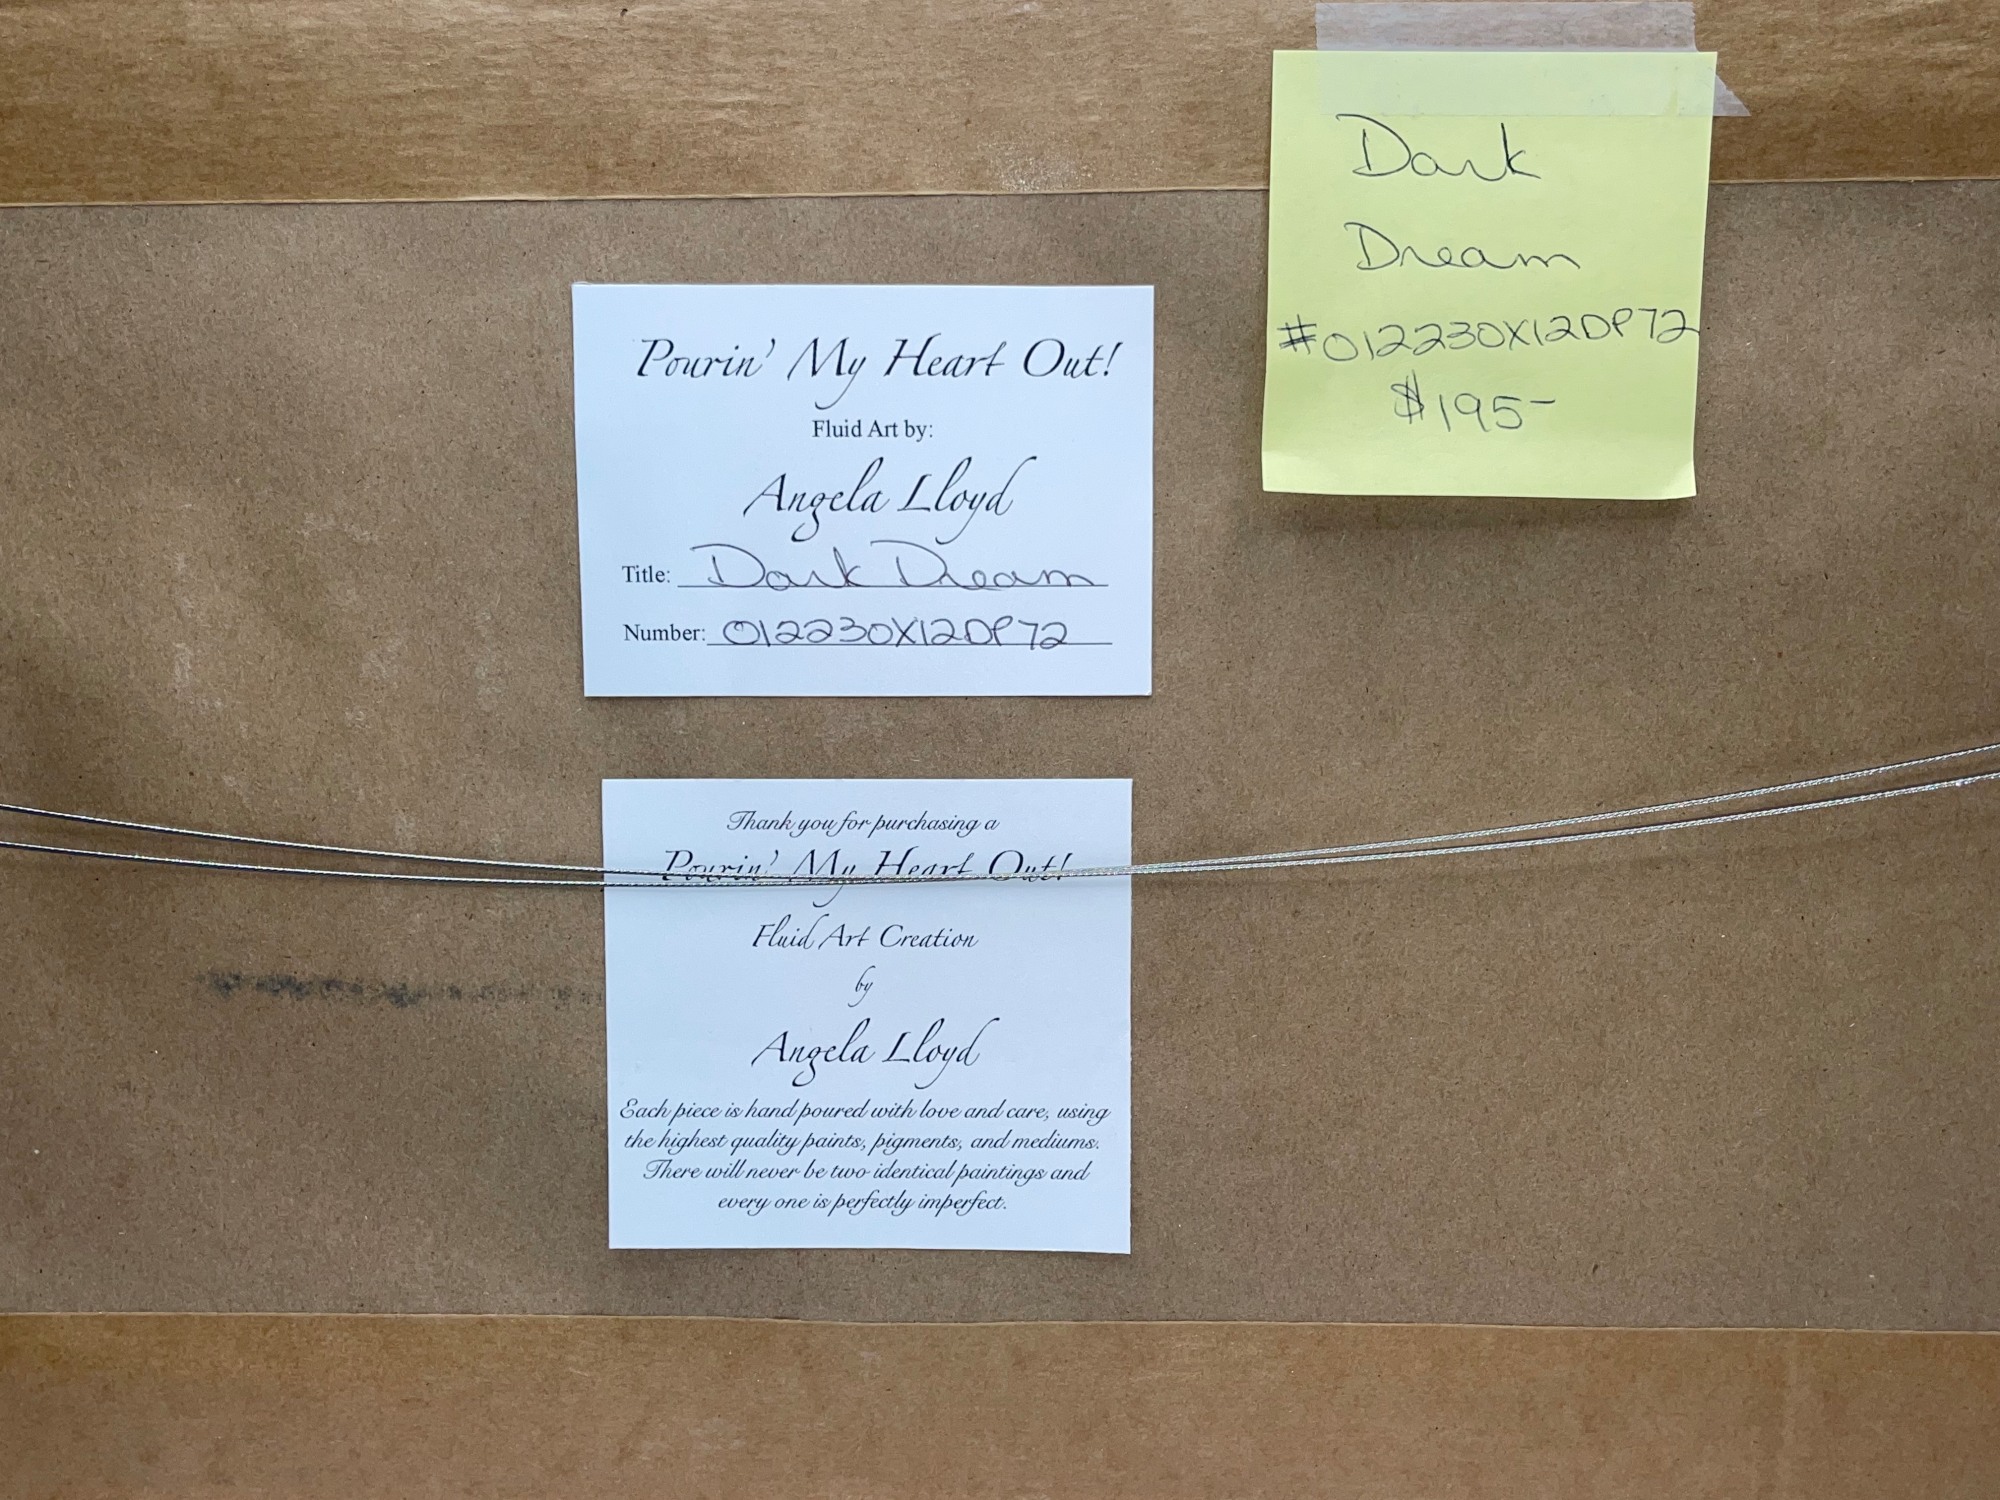 Dark
Dream
#012230X12DP72
$195-
Pourin' My Heart Out!
Fluid Art by:
Angela Lloyd
Title: Dark Dream
Number: 012230X12DP72
Thank you for purchasing a
Pourin' My Heart Out!
Fluid Art Creation
by
Angela Lloyd
Each piece is hand poured with love and care, using
the highest quality paints, pigments, and mediums.
There will never be two identical paintings and
every one is perfectly imperfect.